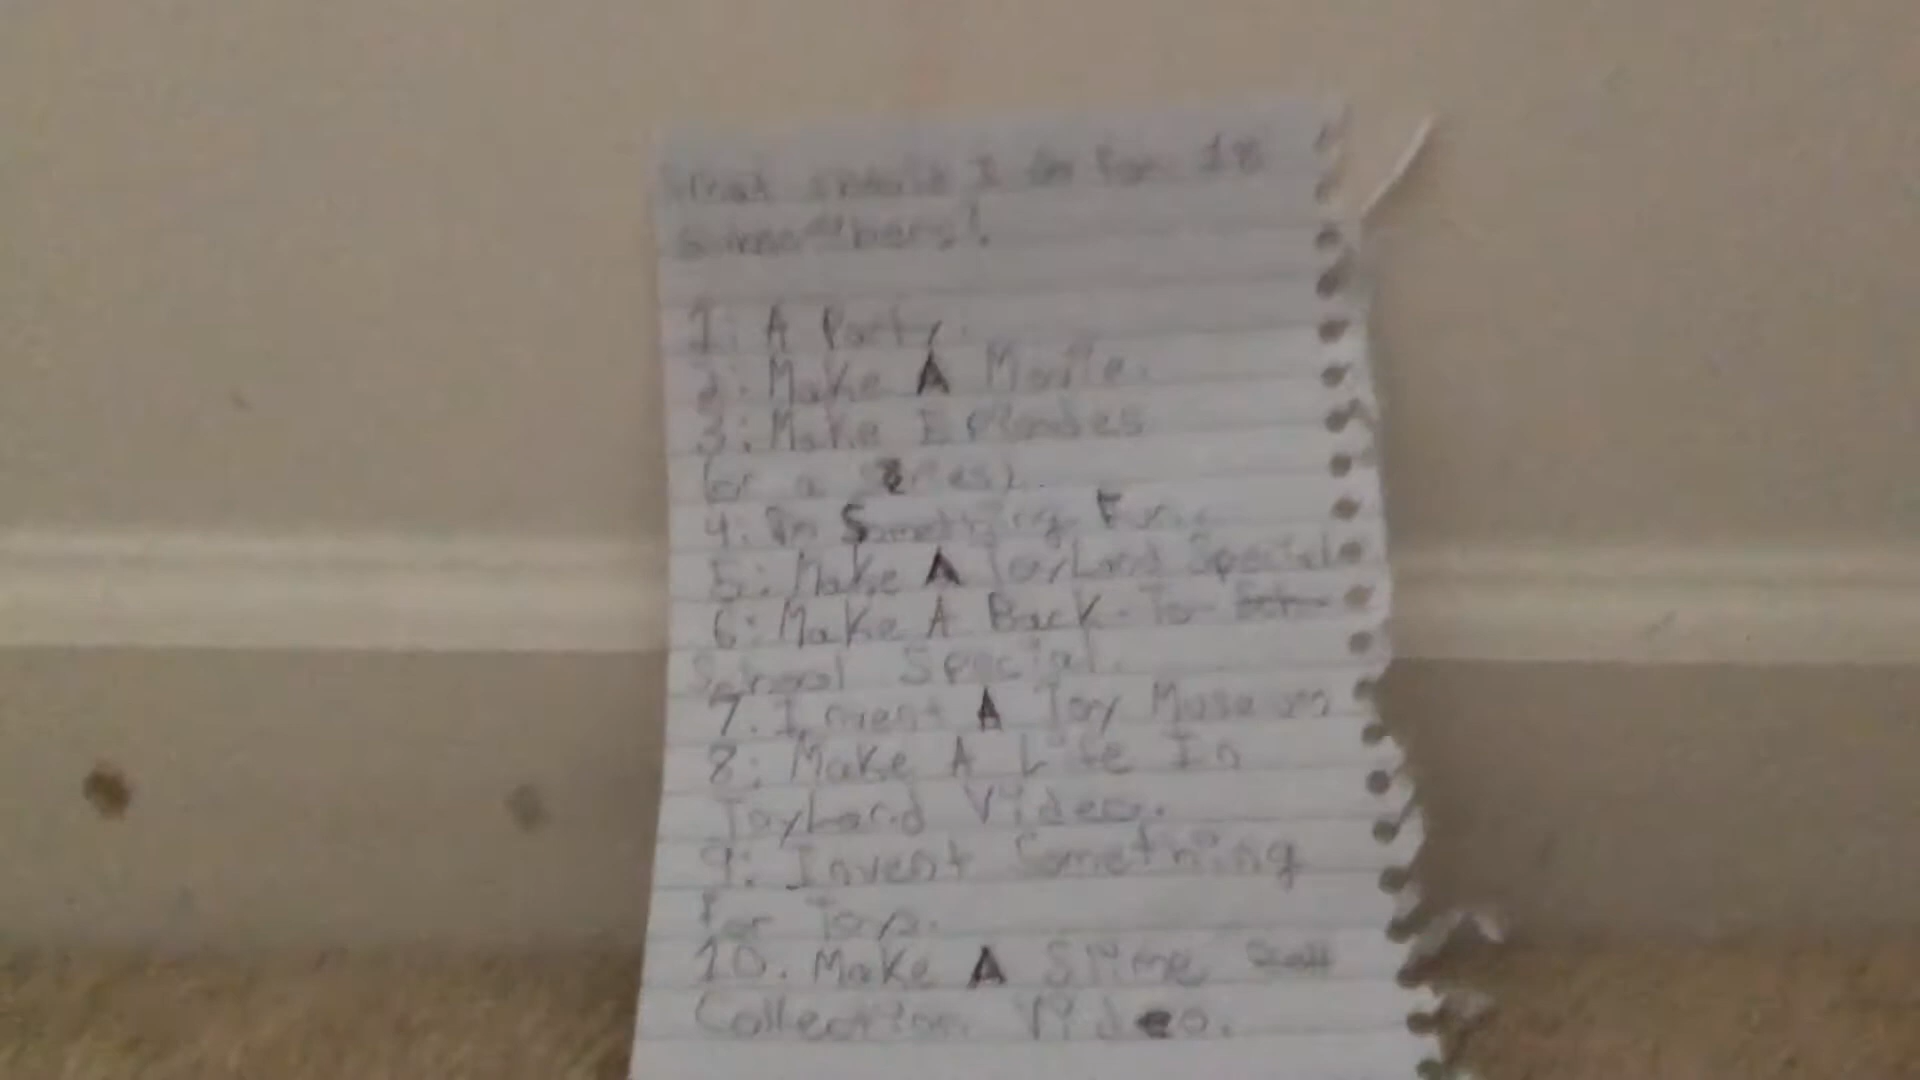 What should I do for 18
subscribers!
1: A Party.
2: Make A Movie.
3: Make Episodes
(or a series).
4: Do Something Fun.
5: Make A ToyLand Special
6: Make A Back-To
School Special.
7. Invent A Toy Museum
8: Make A Life In
ToyLand Video.
9: Invent Something
For Toys.
10. Make A Slime
Collection Video.